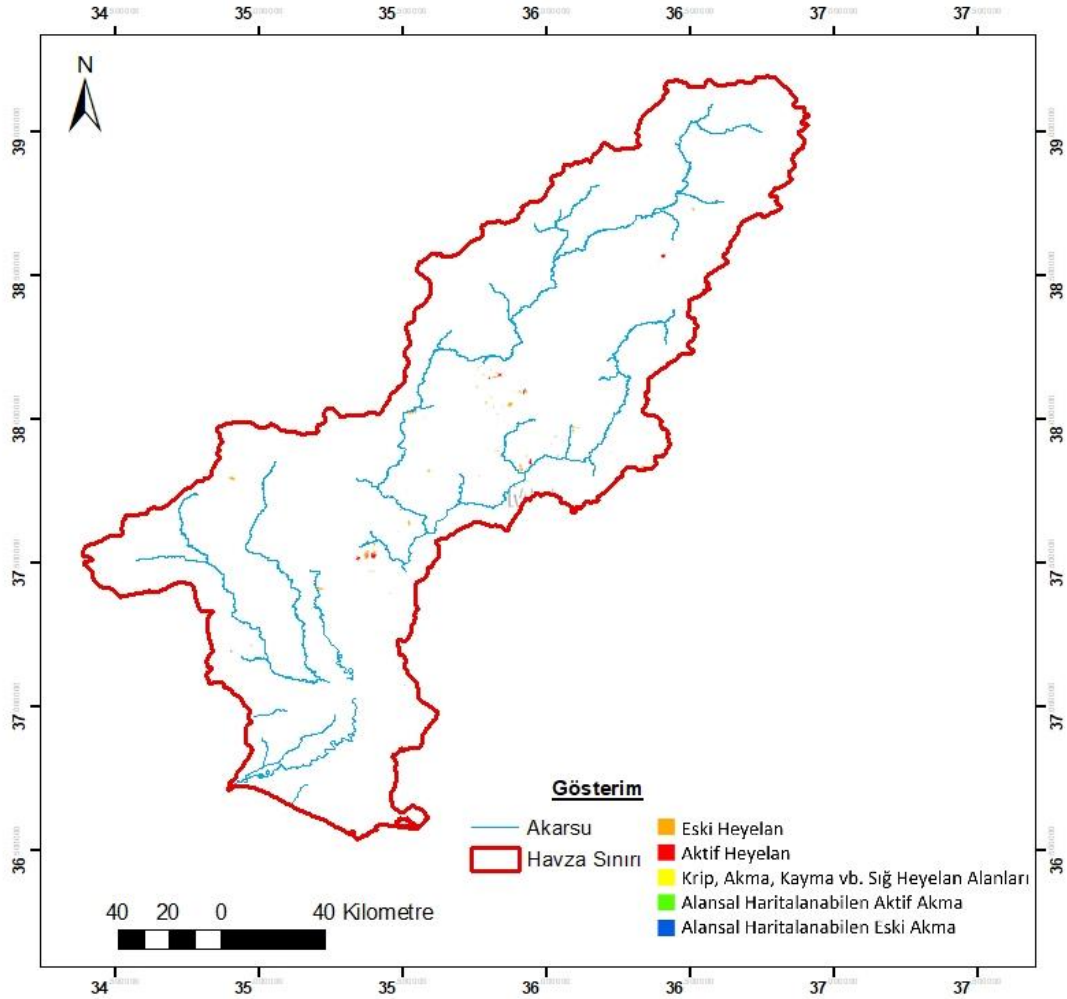 34 35 35 36 36 37 37
N
39 39
38 38
38 38
37 37
37 37
36 36
Gösterim
Akarsu
Havza Sınırı
Eski Heyelan
Aktif Heyelan
Krip, Akma, Kayma vb. Sığ Heyelan Alanları
Alansal Haritalanabilen Aktif Akma
Alansal Haritalanabilen Eski Akma
40 20 0 40 Kilometre
34 35 35 36 36 37 37